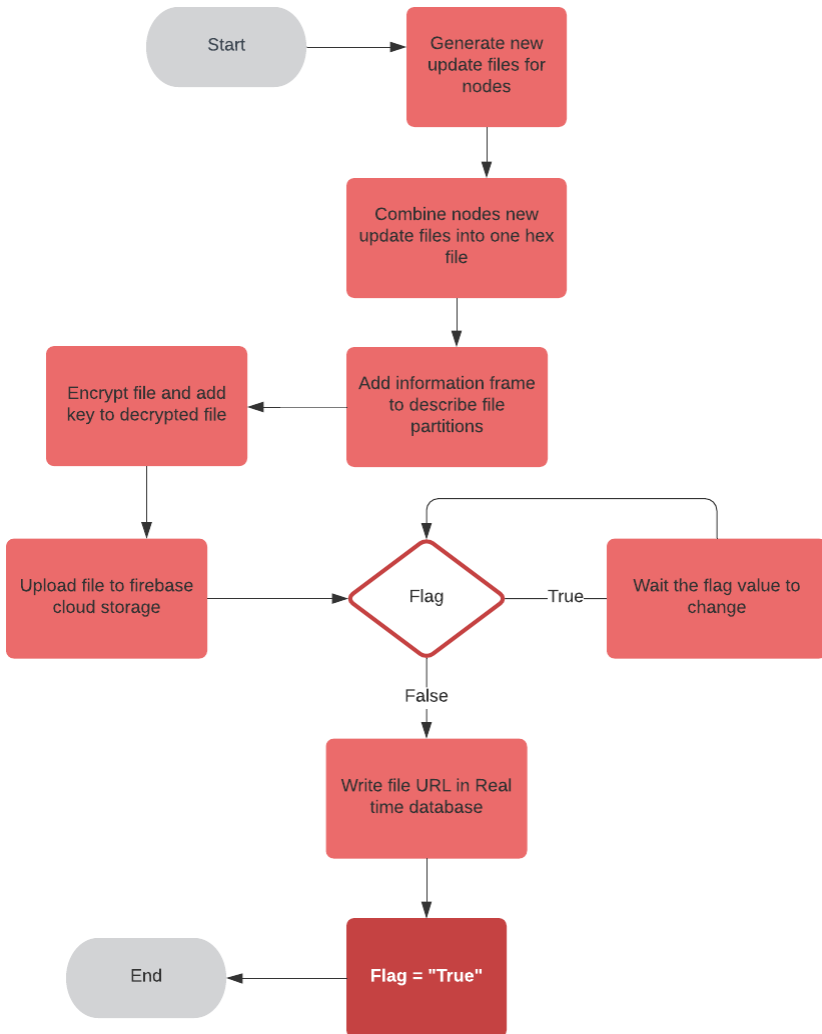 Start
Generate new
update files for
nodes
Combine nodes new
update files into one hex
file
Add information frame
to describe file
partitions
Encrypt file and add
key to decrypted file
Upload file to firebase
cloud storage
Flag
True
Wait the flag value to
change
False
Write file URL in Real
time database
Flag = "True"
End